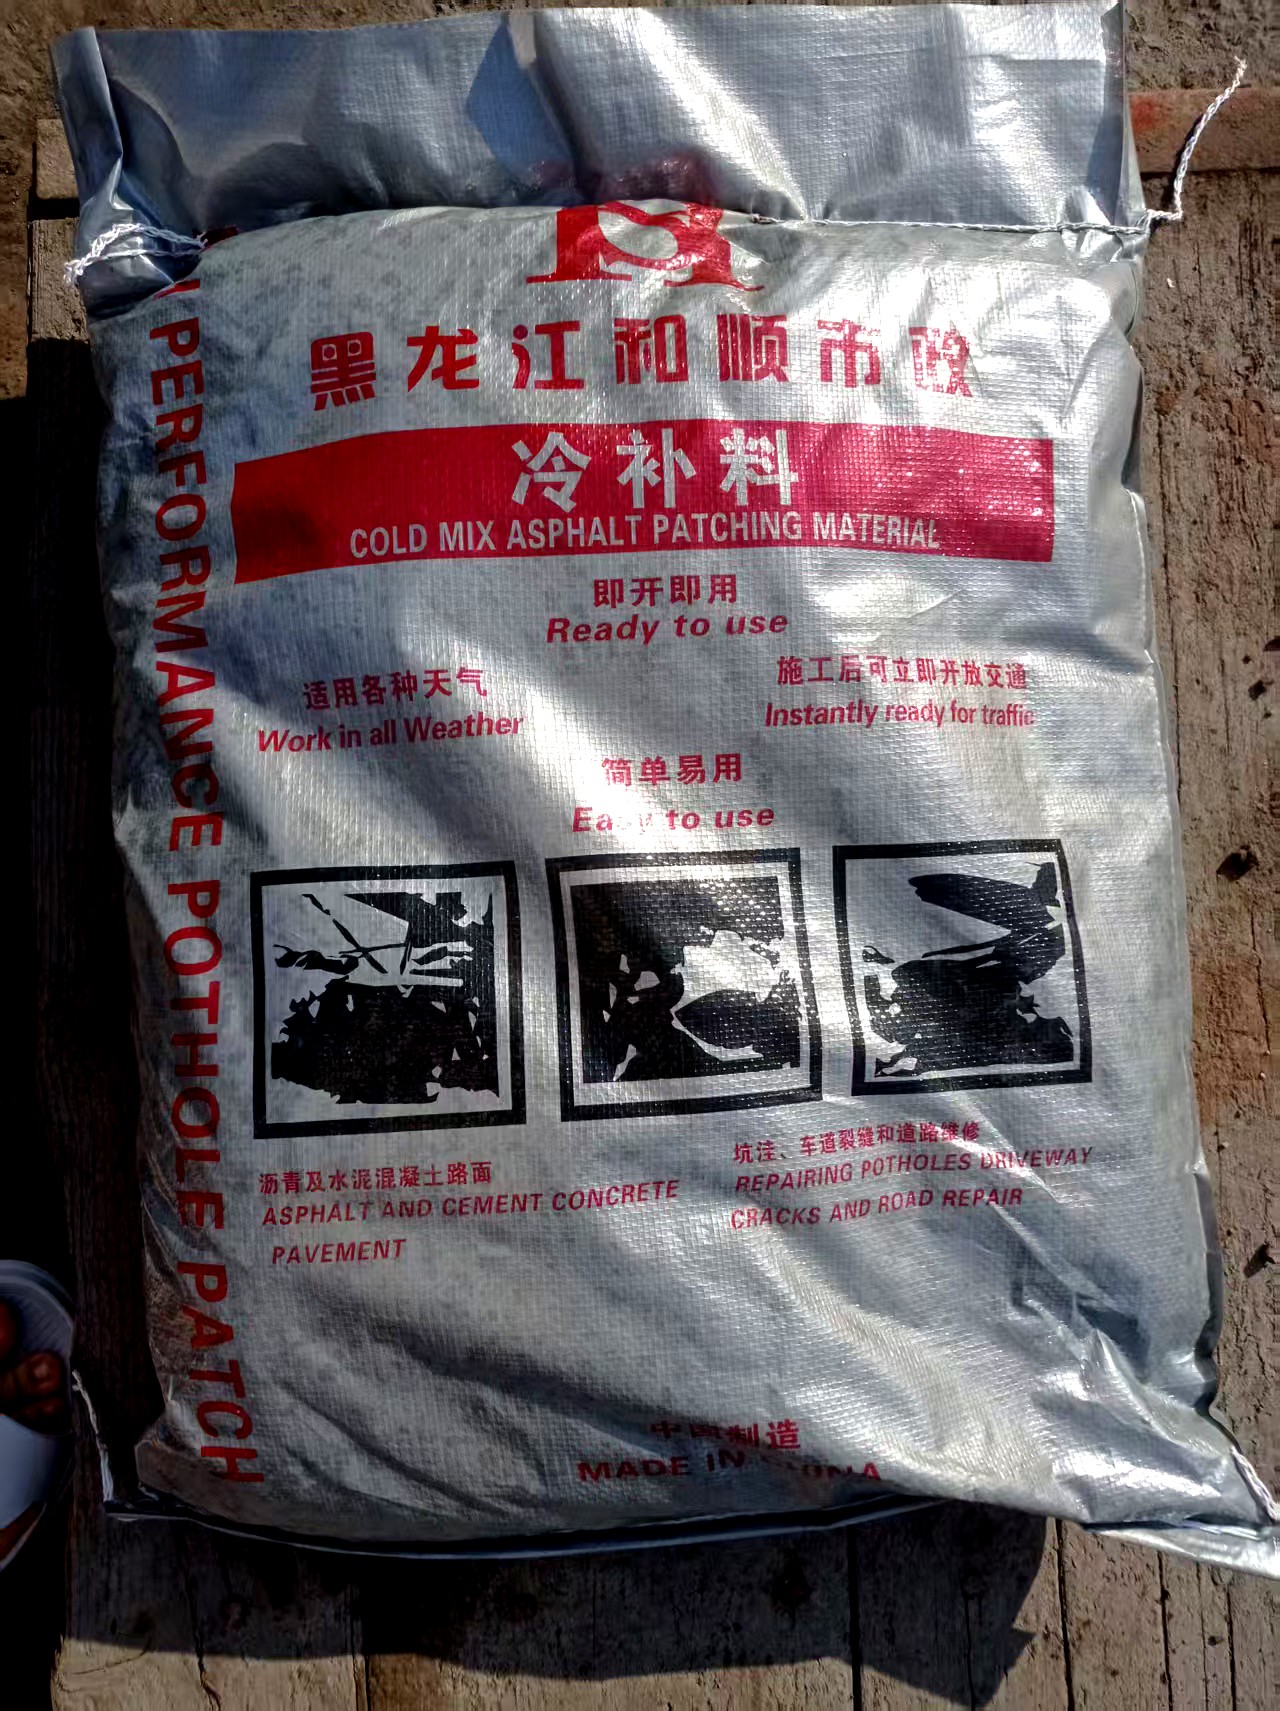 黑龙江和顺市政
冷补料
COLD MIX ASPHALT PATCHING MATERIAL
即开即用
Ready to use
适用各种天气
Work in all Weather
施工后可立即开放交通
Instantly ready for traffic
简单易用
Easy to use
沥青及水泥混凝土路面
ASPHALT AND CEMENT CONCRETE
PAVEMENT
坑洼、车道裂缝和道路维修
REPAIRING POTHOLES DRIVEWAY
CRACKS AND ROAD REPAIR
中国制造
MADE IN CHINA
PERFORMANCE POTHOLE PATCH